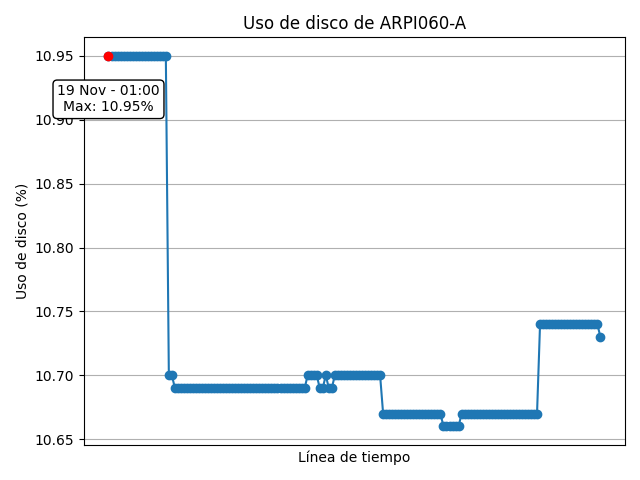 Uso de disco de ARPI060-A
10.95
10.90
10.85
10.80
10.75
10.70
10.65
Uso de disco (%)
19 Nov - 01:00
Max: 10.95%
Línea de tiempo